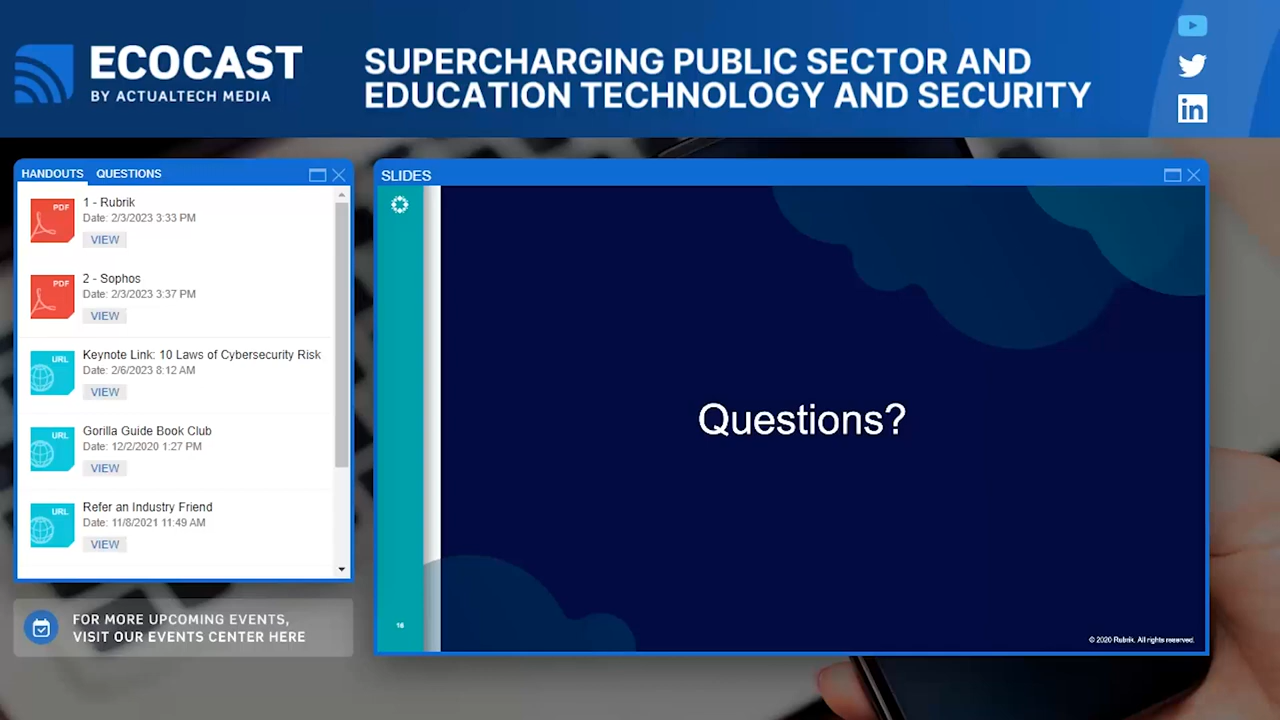 ECOCAST
BY ACTUALTECH MEDIA
SUPERCHARGING PUBLIC SECTOR AND
EDUCATION TECHNOLOGY AND SECURITY
in
HANDOUTS QUESTIONS
PDF
1 - Rubrik
Date: 2/3/2023 3:33 PM
VIEW
PDF
2 - Sophos
Date: 2/3/2023 3:37 PM
VIEW
URL
Keynote Link: 10 Laws of Cybersecurity Risk
Date: 2/6/2023 8:12 AM
VIEW
URL
Gorilla Guide Book Club
Date: 12/2/2020 1:27 PM
VIEW
URL
Refer an Industry Friend
Date: 11/8/2021 11:49 AM
VIEW
FOR MORE UPCOMING EVENTS,
VISIT OUR EVENTS CENTER HERE
SLIDES
Questions?
16
© 2020 Rubrik. All rights reserved.